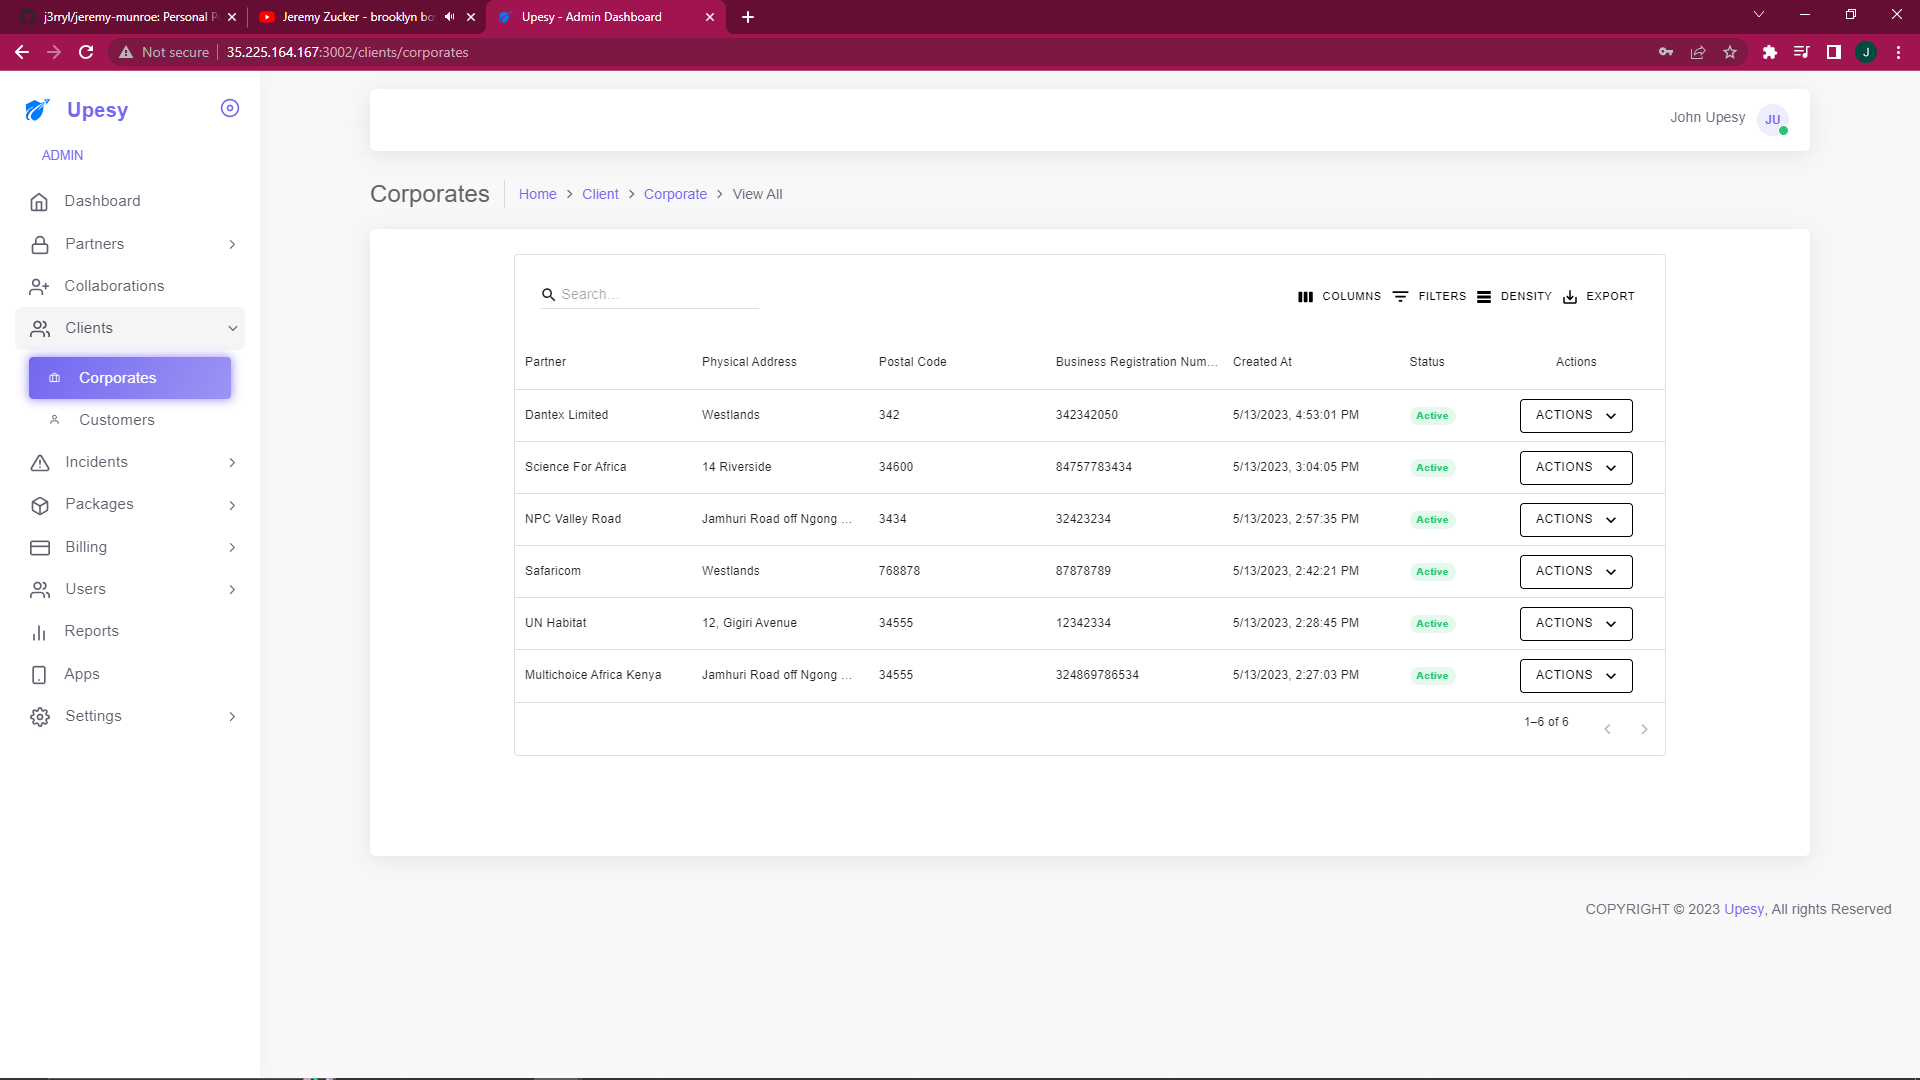 j3rryl/jeremy-munroe: Personal P
Jeremy Zucker - brooklyn bo
Upesy - Admin Dashboard
Not secure
35.225.164.167:3002/clients/corporates
J
Upesy
ADMIN
Dashboard
Partners
Collaborations
Clients
Corporates
Customers
Incidents
Packages
Billing
Users
Reports
Apps
Settings
John Upesy
JU
Corporates
Home > Client > Corporate > View All
Search...
COLUMNS FILTERS DENSITY EXPORT
Partner Physical Address Postal Code Business Registration Num... Created At Status Actions
Dantex Limited Westlands 342 342342050 5/13/2023, 4:53:01 PM Active ACTIONS
Science For Africa 14 Riverside 34600 84757783434 5/13/2023, 3:04:05 PM Active ACTIONS
NPC Valley Road Jamhuri Road off Ngong ... 3434 32423234 5/13/2023, 2:57:35 PM Active ACTIONS
Safaricom Westlands 768878 87878789 5/13/2023, 2:42:21 PM Active ACTIONS
UN Habitat 12, Gigiri Avenue 34555 12342334 5/13/2023, 2:28:45 PM Active ACTIONS
Multichoice Africa Kenya Jamhuri Road off Ngong ... 34555 324869786534 5/13/2023, 2:27:03 PM Active ACTIONS
1–6 of 6
COPYRIGHT © 2023 Upesy, All rights Reserved